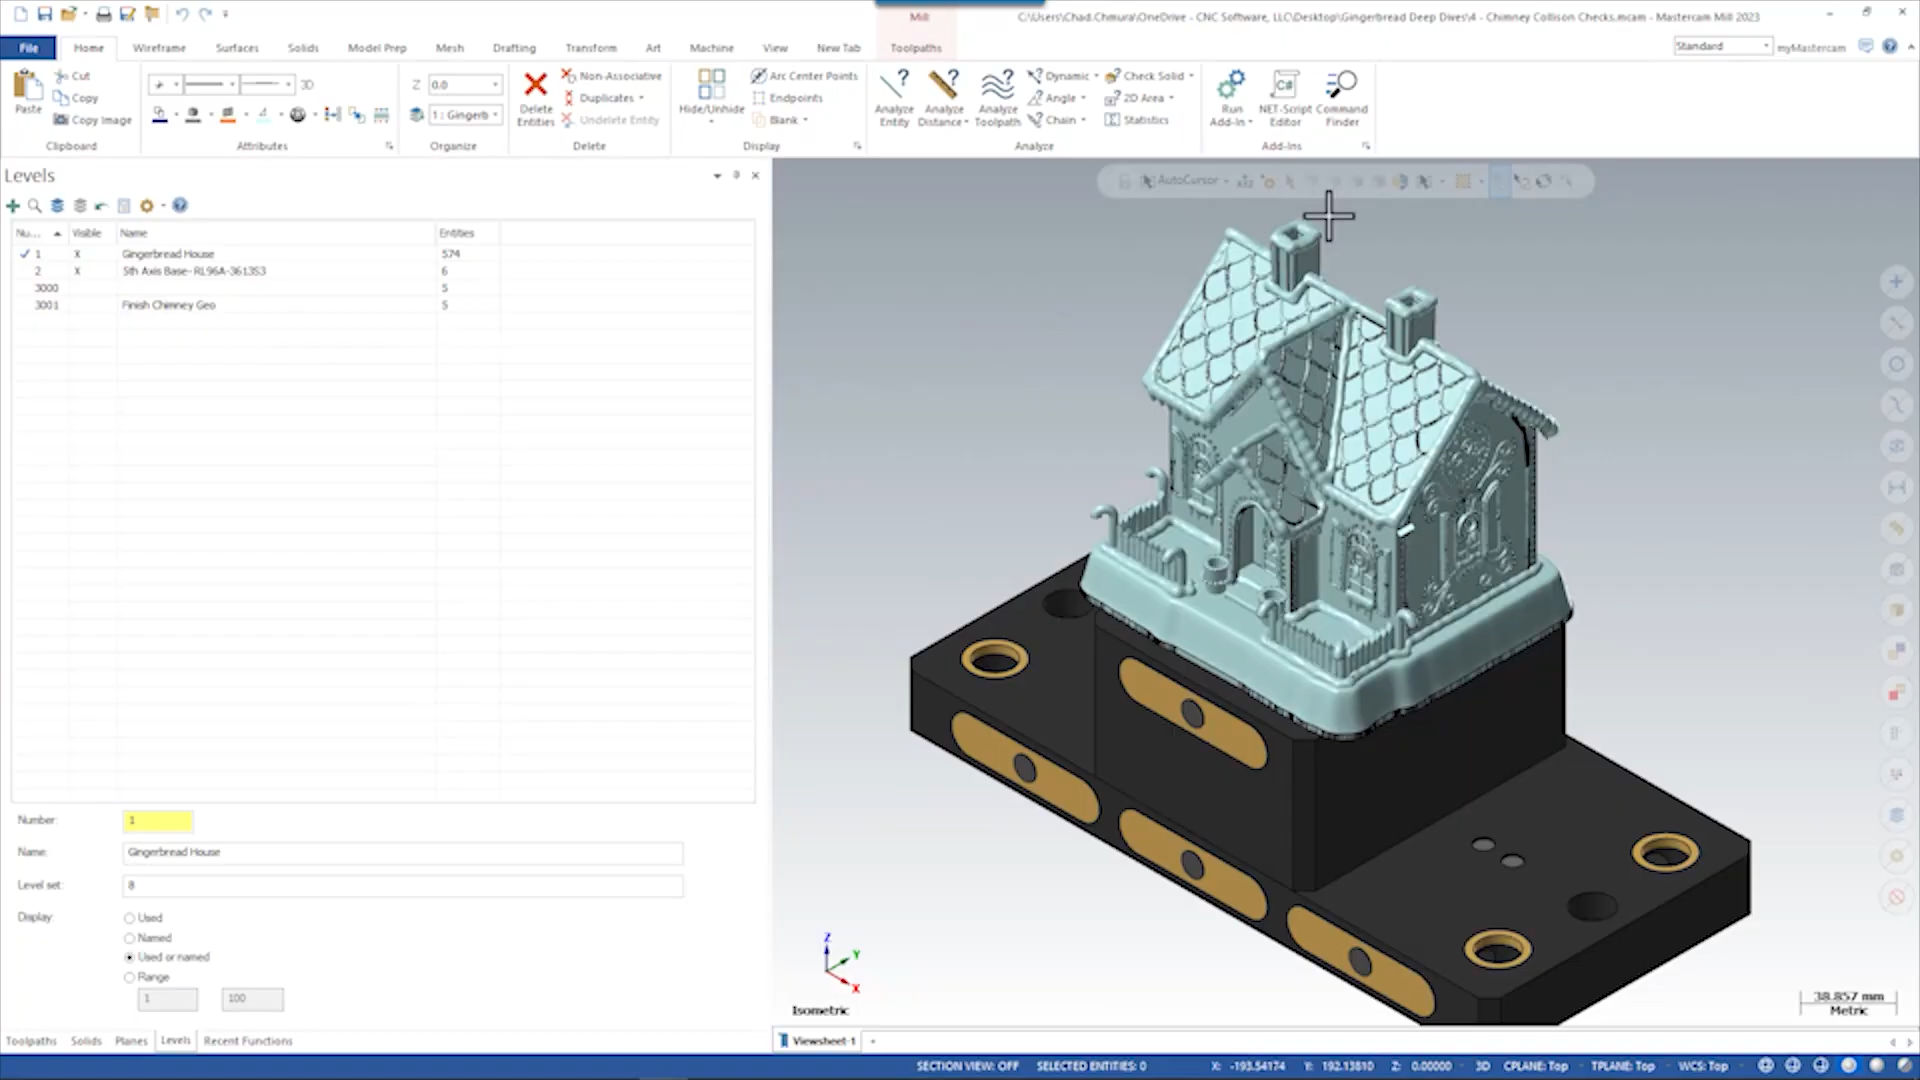 Mill
C:\Users\Chad.Chmura\OneDrive - CNC Software, LLC\Desktop\Gingerbread Deep Dives\4 - Chimney Collison Checks.mcam - Mastercam Mill 2023
File
Home
Wireframe
Surfaces
Solids
Model Prep
Mesh
Drafting
Transform
Art
Machine
View
New Tab
Toolpaths
Standard
myMastercam
Paste
Cut
Copy
Copy Image
Clipboard
3D
Attributes
Z 0.0
1 : Gingerb
Organize
Delete Entities
Non-Associative
Duplicates
Undelete Entity
Delete
Hide/Unhide
Arc Center Points
Endpoints
Blank
Display
Analyze Entity
Analyze Distance
Analyze Toolpath
Dynamic
Angle
Chain
Check Solid
2D Area
Statistics
Analyze
Run Add-In
NET-Script Editor
Command Finder
Add-Ins
Levels
AutoCursor
Nu... Visible Name Entities
1 X Gingerbread House 574
2 X 5th Axis Base- RL96A-3613S3 6
3000 5
3001 Finish Chimney Geo 5
Number: 1
Name: Gingerbread House
Level set: 8
Display:
Used
Named
Used or named
Range
1 100
Z
Y
X
Isometric
38.857 mm
Metric
Toolpaths Solids Planes Levels Recent Functions
Viewsheet-1 +
SECTION VIEW: OFF SELECTED ENTITIES: 0 X: -193.54174 Y: 192.13810 Z: 0.00000 3D CPLANE: Top TPLANE: Top WCS: Top